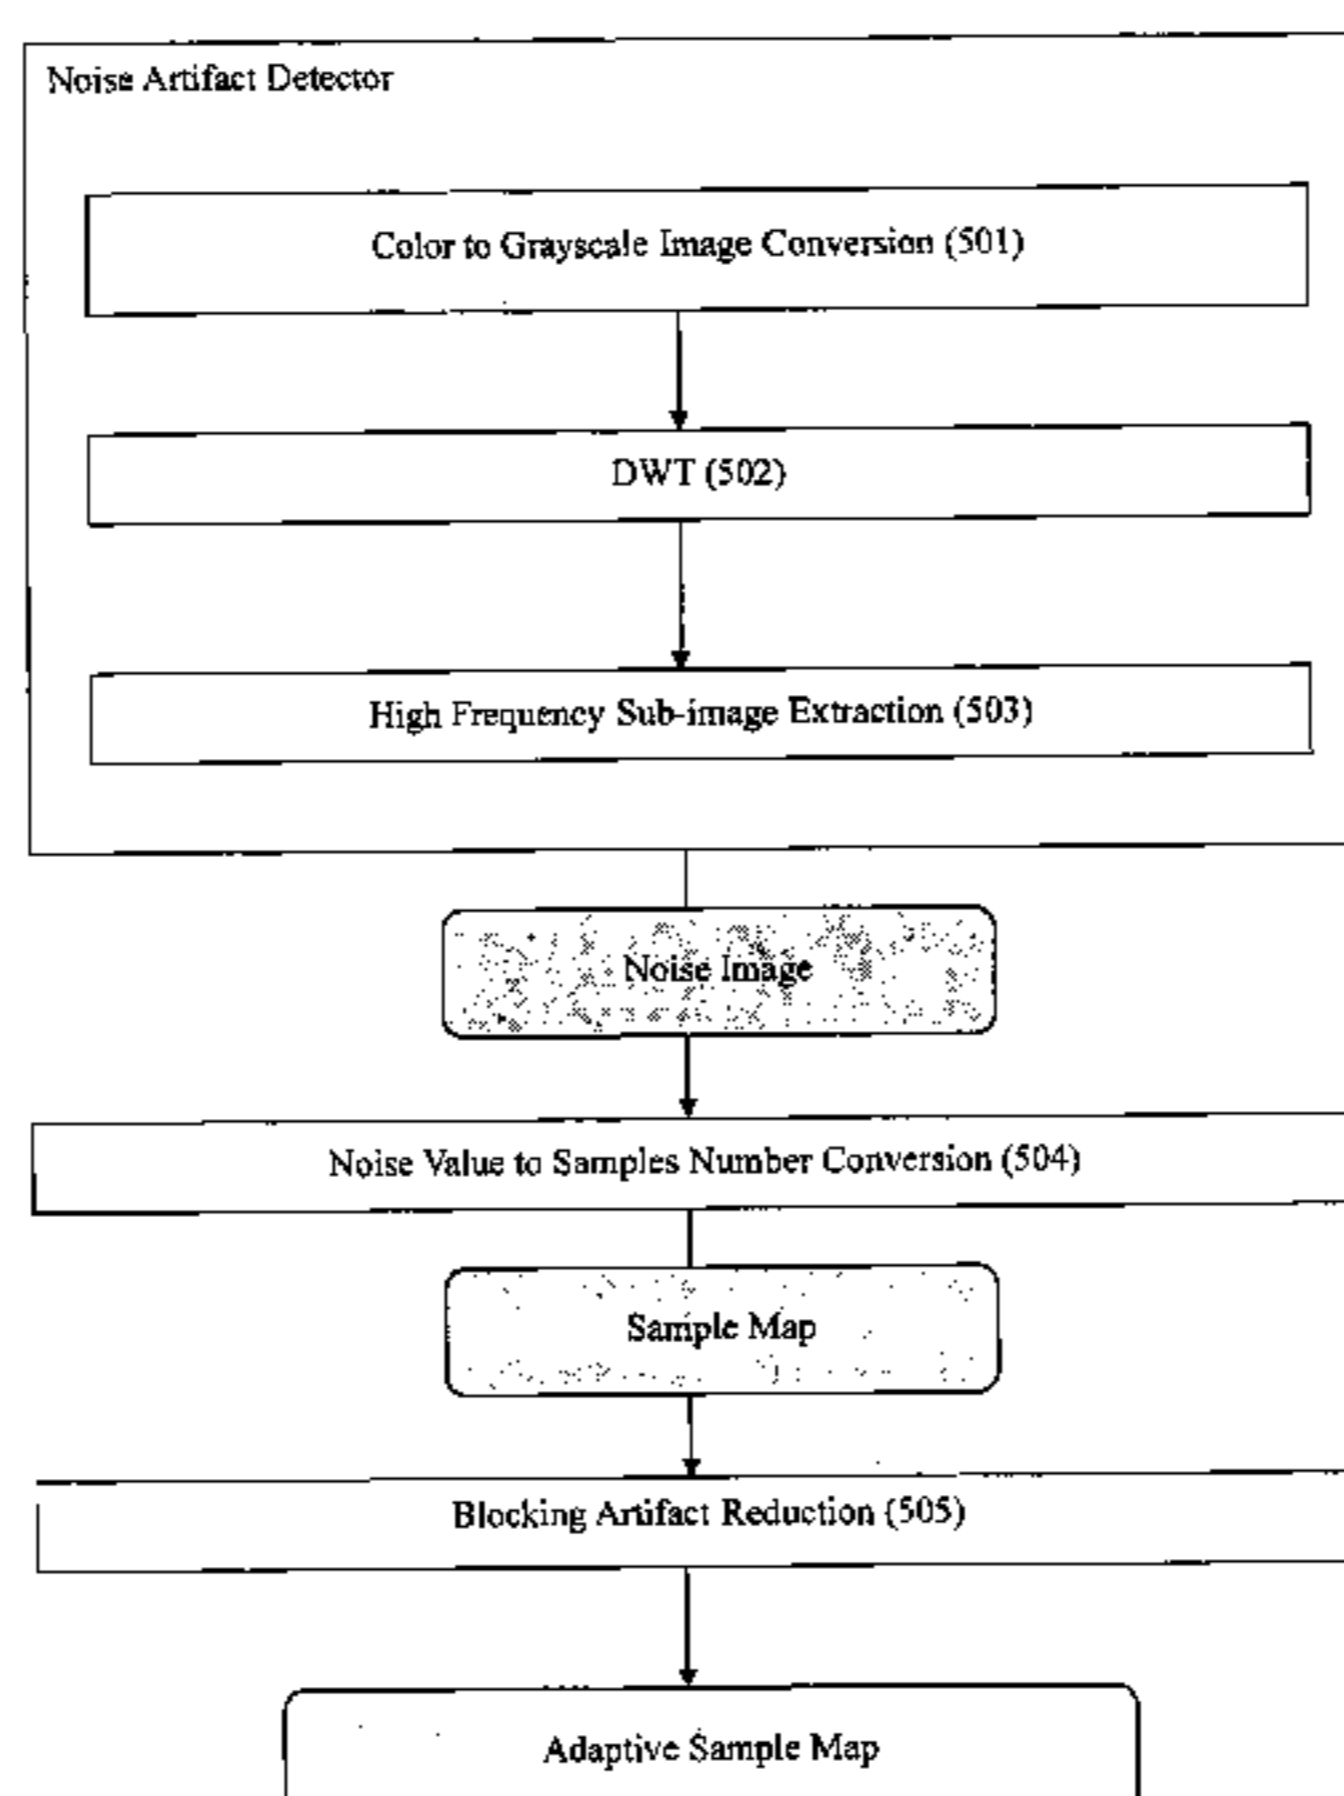 Noise Artifact Detector
Color to Grayscale Image Conversion (501)
DWT (502)
High Frequency Sub-image Extraction (503)
Noise Image
Noise Value to Samples Number Conversion (504)
Sample Map
Blocking Artifact Reduction (505)
Adaptive Sample Map